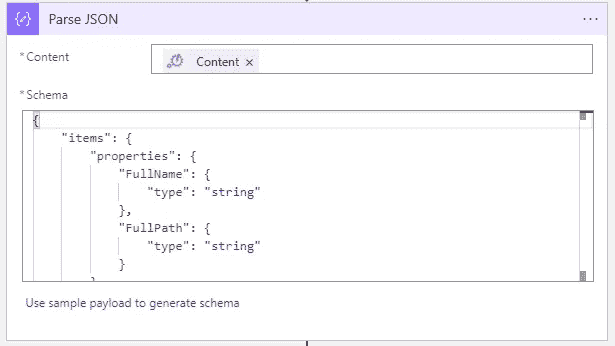 Parse JSON
...
*Content
Content ×
*Schema
{
"items": {
"properties": {
"FullName": {
"type": "string"
},
"FullPath": {
"type": "string"
}
}
Use sample payload to generate schema